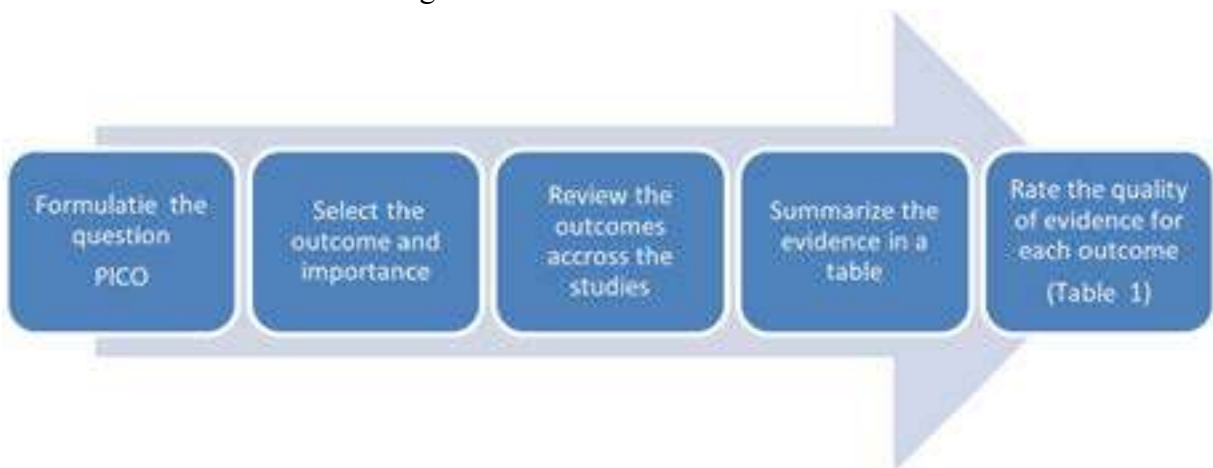 Formulatie the
question
PICO
Select the
outcome and
importance
Review the
outcomes
accross the
studies
Summarize the
evidence in a
table
Rate the quality
of evidence for
each outcome
(Table 1)